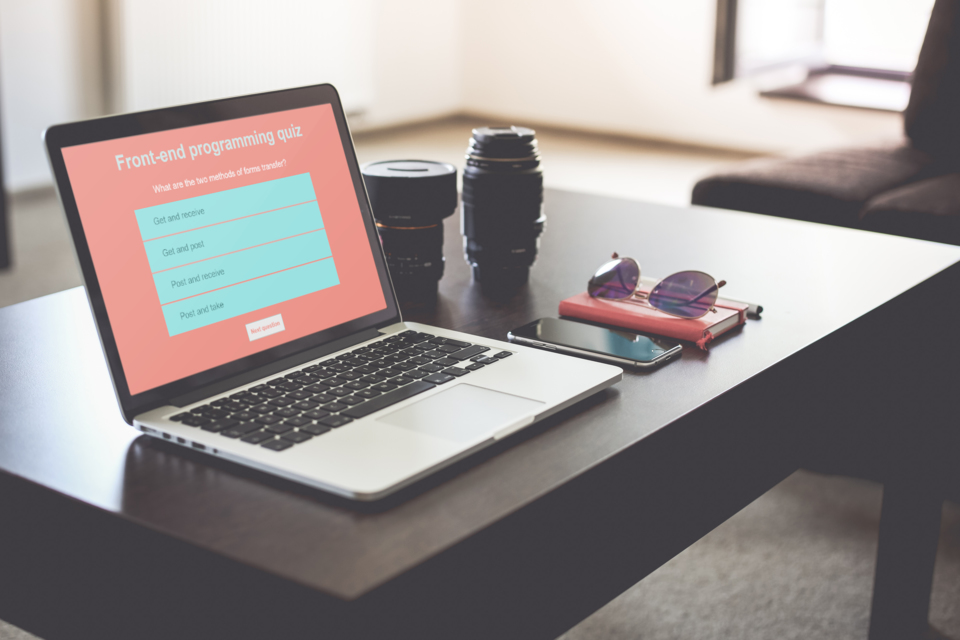 Front-end programming quiz
What are the two methods of forms transfer?
Get and receive
Get and post
Post and receive
Post and take
Next question